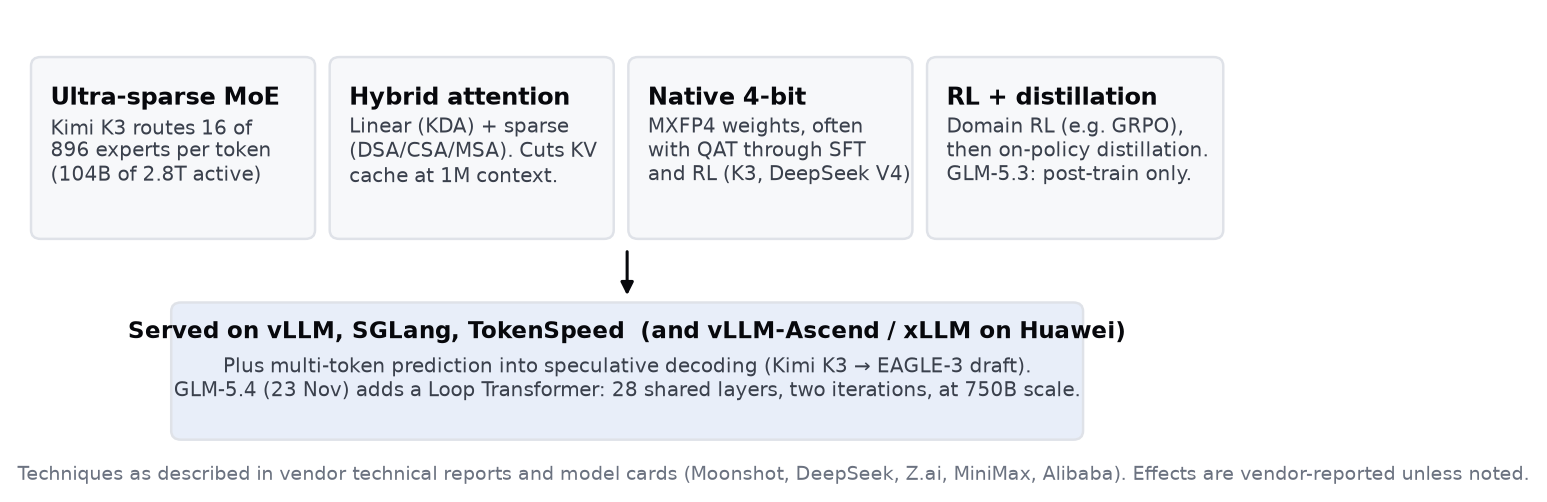 Ultra-sparse MoE
Kimi K3 routes 16 of
896 experts per token
(104B of 2.8T active)
Hybrid attention
Linear (KDA) + sparse
(DSA/CSA/MSA). Cuts KV
cache at 1M context.
Native 4-bit
MXFP4 weights, often
with QAT through SFT
and RL (K3, DeepSeek V4)
RL + distillation
Domain RL (e.g. GRPO),
then on-policy distillation.
GLM-5.3: post-train only.
Served on vLLM, SGLang, TokenSpeed (and vLLM-Ascend / xLLM on Huawei)
Plus multi-token prediction into speculative decoding (Kimi K3 → EAGLE-3 draft).
GLM-5.4 (23 Nov) adds a Loop Transformer: 28 shared layers, two iterations, at 750B scale.
Techniques as described in vendor technical reports and model cards (Moonshot, DeepSeek, Z.ai, MiniMax, Alibaba). Effects are vendor-reported unless noted.